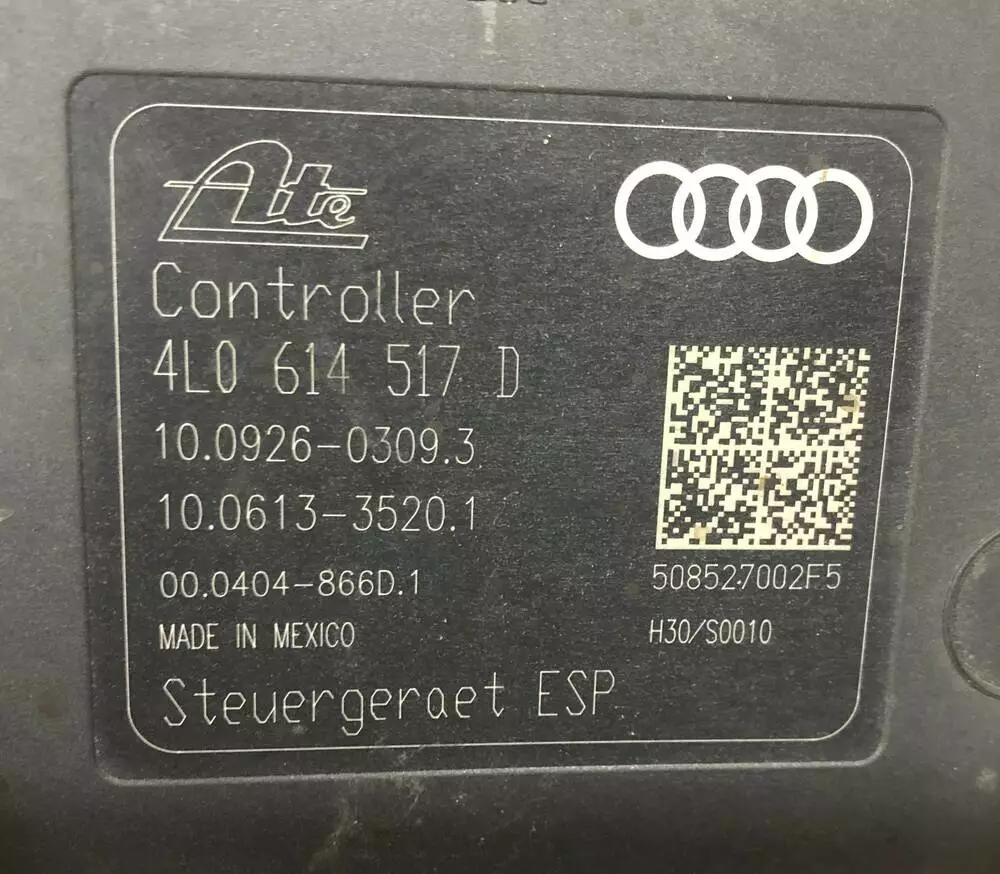 Ate
Controller
4L0 614 517 D
10.0926-0309.3
10.0613-3520.1
00.0404-866D.1
508527002F5
MADE IN MEXICO
H30/S0010
Steuergeraet ESP